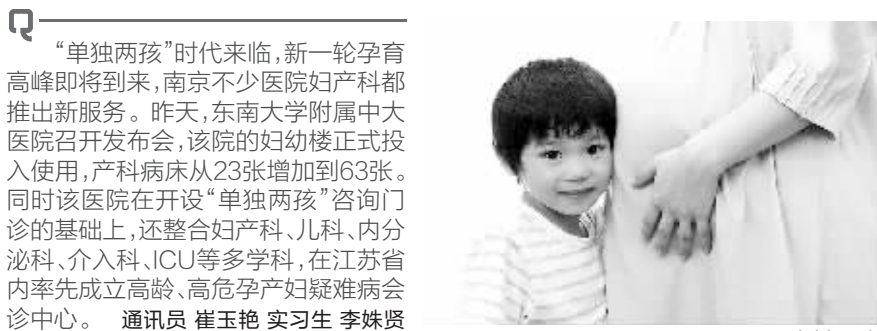 “单独两孩”时代来临，新一轮孕育
高峰即将到来，南京不少医院妇产科都
推出新服务。昨天，东南大学附属中大
医院召开发布会，该院的妇幼楼正式投
入使用，产科病床从23张增加到63张。
同时该医院在开设“单独两孩”咨询门
诊的基础上，还整合妇产科、儿科、内分
泌科、介入科、ICU等多学科，在江苏省
内率先成立高龄、高危孕产妇疑难病会
诊中心。 通讯员 崔玉艳 实习生 李姝贤